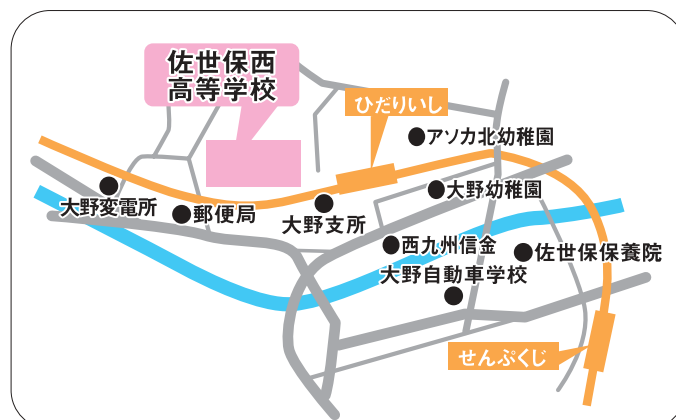 佐世保西
高等学校
ひだりいし
アソカ北幼稚園
大野変電所
郵便局
大野支所
大野幼稚園
西九州信金
佐世保保養院
大野自動車学校
せんぷくじ